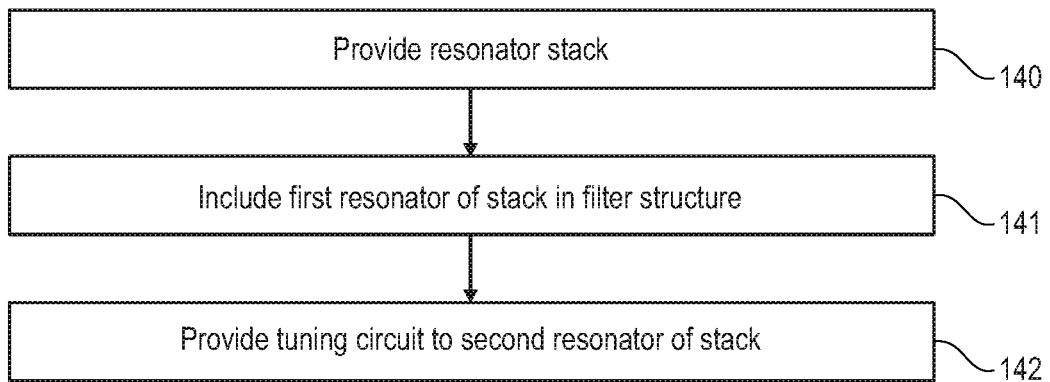 Provide resonator stack
140
Include first resonator of stack in filter structure
141
Provide tuning circuit to second resonator of stack
142